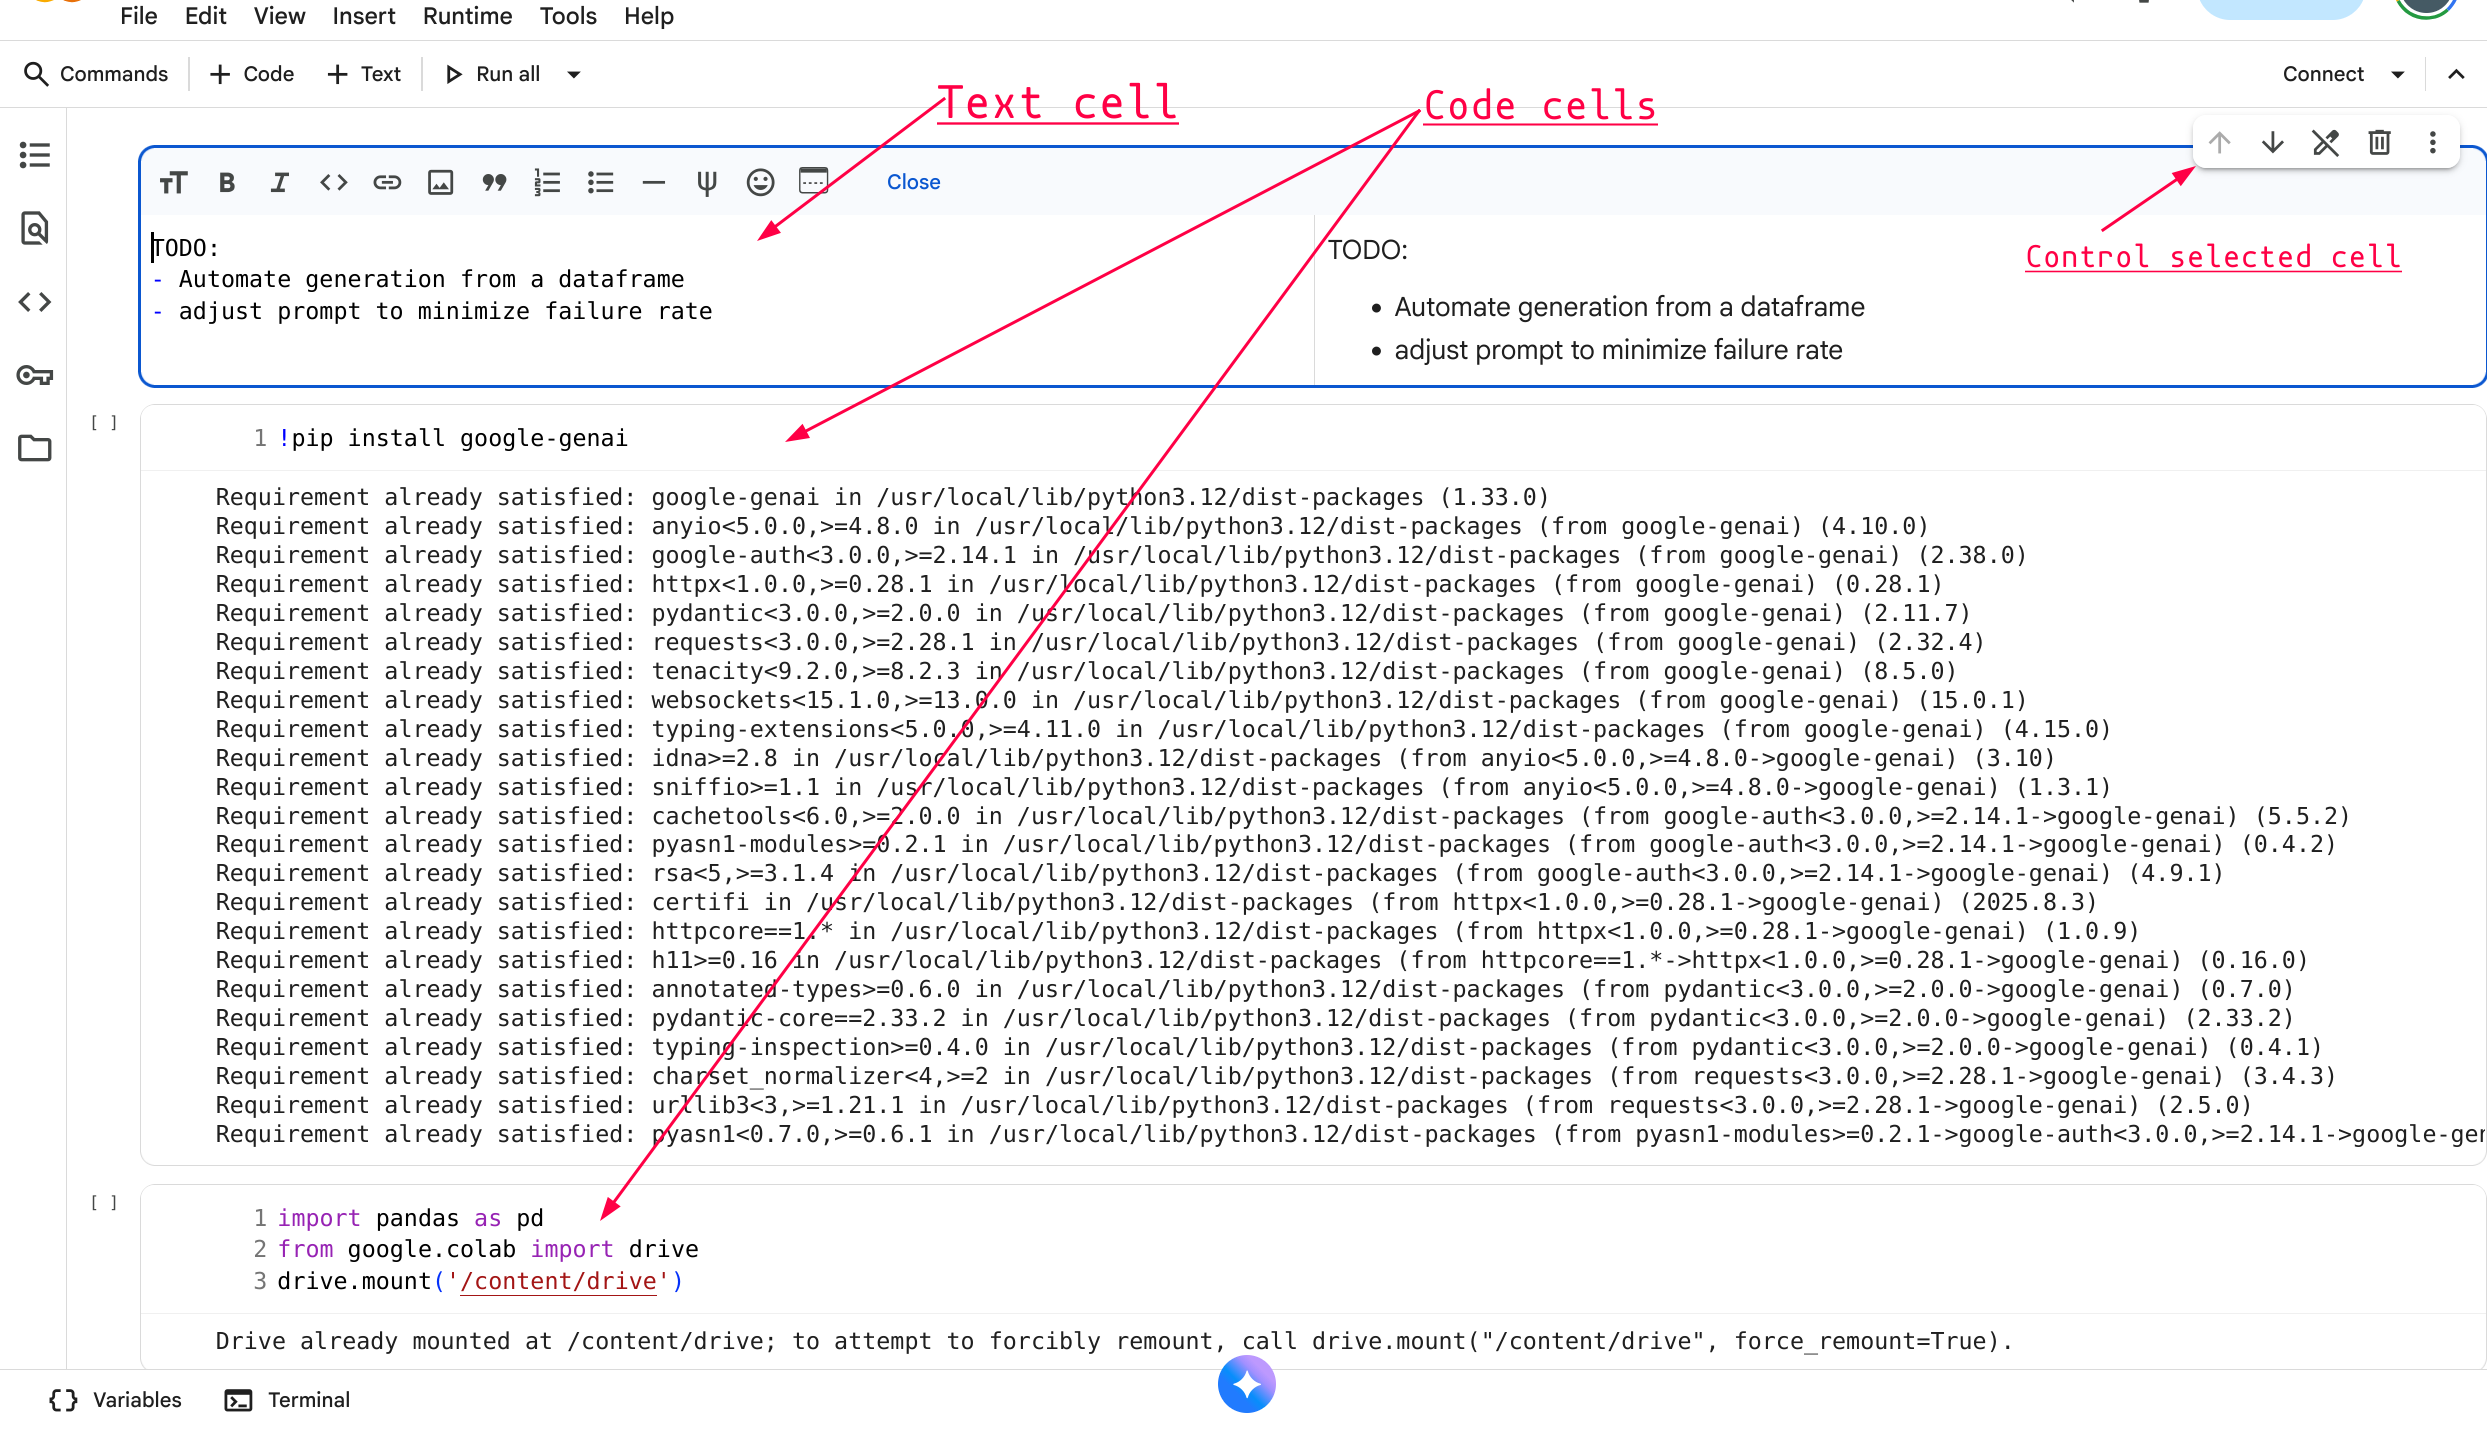 File Edit View Insert Runtime Tools Help
Commands + Code + Text Run all Connect
Text cell
Code cells
Close
Control selected cell
TODO:
- Automate generation from a dataframe
- adjust prompt to minimize failure rate
TODO:
• Automate generation from a dataframe
• adjust prompt to minimize failure rate
[ ]
1 !pip install google-genai
Requirement already satisfied: google-genai in /usr/local/lib/python3.12/dist-packages (1.33.0)
Requirement already satisfied: anyio<5.0.0,>=4.8.0 in /usr/local/lib/python3.12/dist-packages (from google-genai) (4.10.0)
Requirement already satisfied: google-auth<3.0.0,>=2.14.1 in /usr/local/lib/python3.12/dist-packages (from google-genai) (2.38.0)
Requirement already satisfied: httpx<1.0.0,>=0.28.1 in /usr/local/lib/python3.12/dist-packages (from google-genai) (0.28.1)
Requirement already satisfied: pydantic<3.0.0,>=2.0.0 in /usr/local/lib/python3.12/dist-packages (from google-genai) (2.11.7)
Requirement already satisfied: requests<3.0.0,>=2.28.1 in /usr/local/lib/python3.12/dist-packages (from google-genai) (2.32.4)
Requirement already satisfied: tenacity<9.2.0,>=8.2.3 in /usr/local/lib/python3.12/dist-packages (from google-genai) (8.5.0)
Requirement already satisfied: websockets<15.1.0,>=13.0.0 in /usr/local/lib/python3.12/dist-packages (from google-genai) (15.0.1)
Requirement already satisfied: typing-extensions<5.0.0,>=4.11.0 in /usr/local/lib/python3.12/dist-packages (from google-genai) (4.15.0)
Requirement already satisfied: idna>=2.8 in /usr/local/lib/python3.12/dist-packages (from anyio<5.0.0,>=4.8.0->google-genai) (3.10)
Requirement already satisfied: sniffio>=1.1 in /usr/local/lib/python3.12/dist-packages (from anyio<5.0.0,>=4.8.0->google-genai) (1.3.1)
Requirement already satisfied: cachetools<6.0,>=2.0.0 in /usr/local/lib/python3.12/dist-packages (from google-auth<3.0.0,>=2.14.1->google-genai) (5.5.2)
Requirement already satisfied: pyasn1-modules>=0.2.1 in /usr/local/lib/python3.12/dist-packages (from google-auth<3.0.0,>=2.14.1->google-genai) (0.4.2)
Requirement already satisfied: rsa<5,>=3.1.4 in /usr/local/lib/python3.12/dist-packages (from google-auth<3.0.0,>=2.14.1->google-genai) (4.9.1)
Requirement already satisfied: certifi in /usr/local/lib/python3.12/dist-packages (from httpx<1.0.0,>=0.28.1->google-genai) (2025.8.3)
Requirement already satisfied: httpcore==1.* in /usr/local/lib/python3.12/dist-packages (from httpx<1.0.0,>=0.28.1->google-genai) (1.0.9)
Requirement already satisfied: h11>=0.16 in /usr/local/lib/python3.12/dist-packages (from httpcore==1.*->httpx<1.0.0,>=0.28.1->google-genai) (0.16.0)
Requirement already satisfied: annotated-types>=0.6.0 in /usr/local/lib/python3.12/dist-packages (from pydantic<3.0.0,>=2.0.0->google-genai) (0.7.0)
Requirement already satisfied: pydantic-core==2.33.2 in /usr/local/lib/python3.12/dist-packages (from pydantic<3.0.0,>=2.0.0->google-genai) (2.33.2)
Requirement already satisfied: typing-inspection>=0.4.0 in /usr/local/lib/python3.12/dist-packages (from pydantic<3.0.0,>=2.0.0->google-genai) (0.4.1)
Requirement already satisfied: charset_normalizer<4,>=2 in /usr/local/lib/python3.12/dist-packages (from requests<3.0.0,>=2.28.1->google-genai) (3.4.3)
Requirement already satisfied: urllib3<3,>=1.21.1 in /usr/local/lib/python3.12/dist-packages (from requests<3.0.0,>=2.28.1->google-genai) (2.5.0)
Requirement already satisfied: pyasn1<0.7.0,>=0.6.1 in /usr/local/lib/python3.12/dist-packages (from pyasn1-modules>=0.2.1->google-auth<3.0.0,>=2.14.1->google-ger
[ ]
1 import pandas as pd
2 from google.colab import drive
3 drive.mount('/content/drive')
Drive already mounted at /content/drive; to attempt to forcibly remount, call drive.mount("/content/drive", force_remount=True).
Variables Terminal